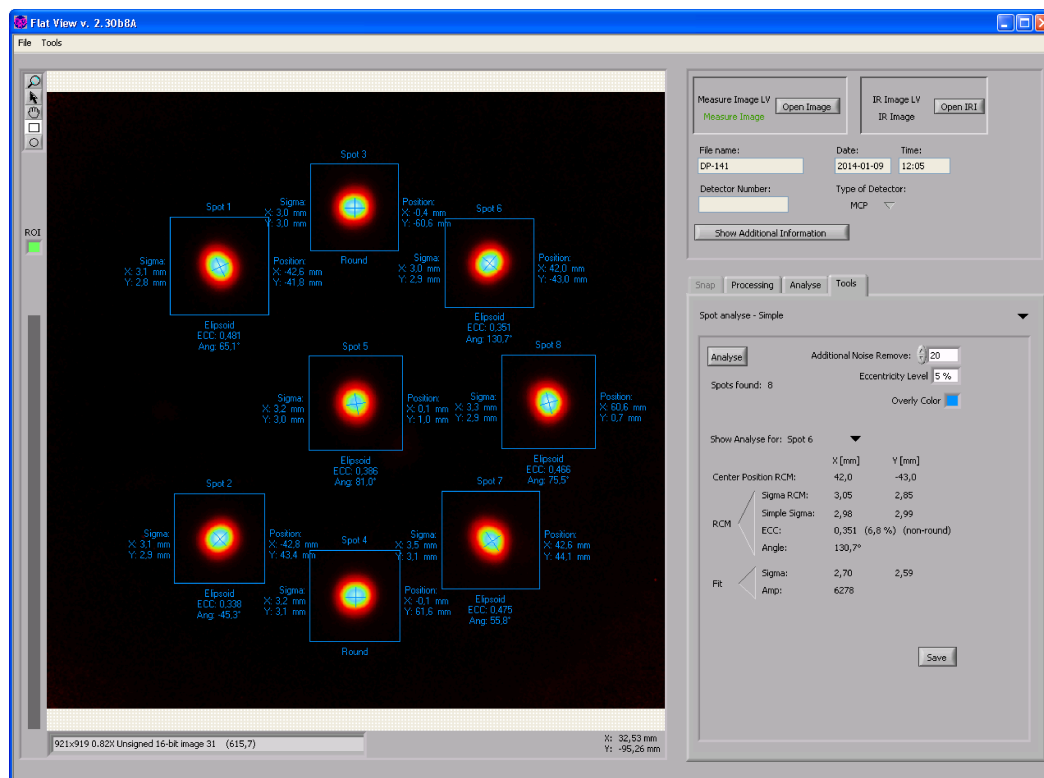 Flat View v. 2.30b8A
File Tools
ROI
Spot 3
Sigma:
X: 3,0 mm
Y: 3,0 mm
Position:
X: -0,4 mm
Y: -60,6 mm
Round
Spot 1
Sigma:
X: 3,1 mm
Y: 2,8 mm
Position:
X: -42,6 mm
Y: -41,8 mm
Elipsoid
ECC: 0,481
Ang: 65,1°
Spot 6
Sigma:
X: 3,0 mm
Y: 2,9 mm
Position:
X: 42,0 mm
Y: -43,0 mm
Elipsoid
ECC: 0,351
Ang: 130,7°
Spot 5
Sigma:
X: 3,2 mm
Y: 3,0 mm
Position:
X: 0,1 mm
Y: 1,0 mm
Elipsoid
ECC: 0,386
Ang: 81,0°
Spot 8
Sigma:
X: 3,3 mm
Y: 2,9 mm
Position:
X: 60,6 mm
Y: 0,7 mm
Elipsoid
ECC: 0,466
Ang: 75,5°
Spot 2
Sigma:
X: 3,1 mm
Y: 2,9 mm
Position:
X: -42,8 mm
Y: 43,4 mm
Elipsoid
ECC: 0,338
Ang: -45,3°
Spot 7
Sigma:
X: 3,5 mm
Y: 3,1 mm
Position:
X: 42,6 mm
Y: 44,1 mm
Elipsoid
ECC: 0,475
Ang: 55,8°
Spot 4
Sigma:
X: 3,2 mm
Y: 3,1 mm
Position:
X: -0,1 mm
Y: 61,6 mm
Round
921x919 0.82X Unsigned 16-bit image 31 (615,7)
X: 32,53 mm
Y: -95,26 mm
Measure Image LV
Measure Image
Open Image
IR Image LV
IR Image
Open IRI
File name:
DP-141
Date:
2014-01-09
Time:
12:05
Detector Number:
Type of Detector:
MCP
Show Additional Information
Snap Processing Analyse Tools
Spot analyse - Simple
Analyse
Additional Noise Remove: 20
Eccentricity Level 5 %
Spots found: 8
Overly Color
Show Analyse for: Spot 6
X [mm] Y [mm]
Center Position RCM: 42,0 -43,0
RCM
Sigma RCM: 3,05 2,85
Simple Sigma: 2,98 2,99
ECC: 0,351 (6,8 %) (non-round)
Angle: 130,7°
Fit
Sigma: 2,70 2,59
Amp: 6278
Save